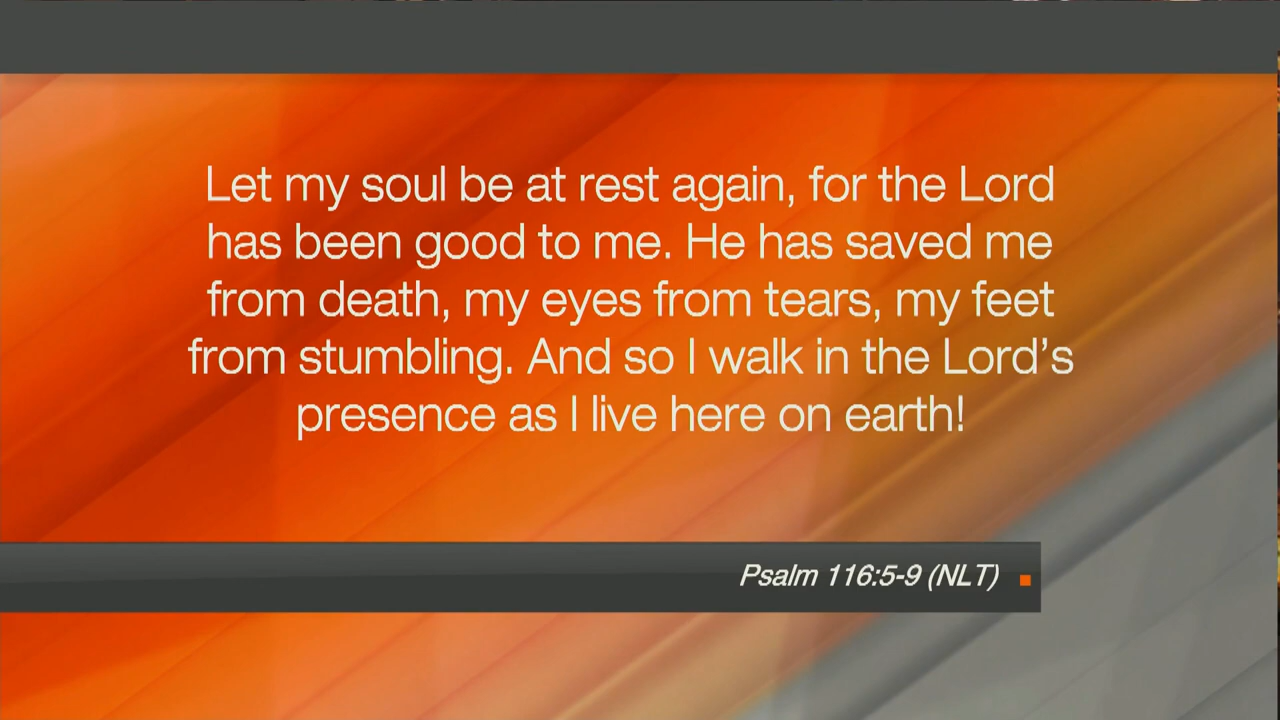 Let my soul be at rest again, for the Lord
has been good to me. He has saved me
from death, my eyes from tears, my feet
from stumbling. And so I walk in the Lord’s
presence as I live here on earth!
Psalm 116:5-9 (NLT)